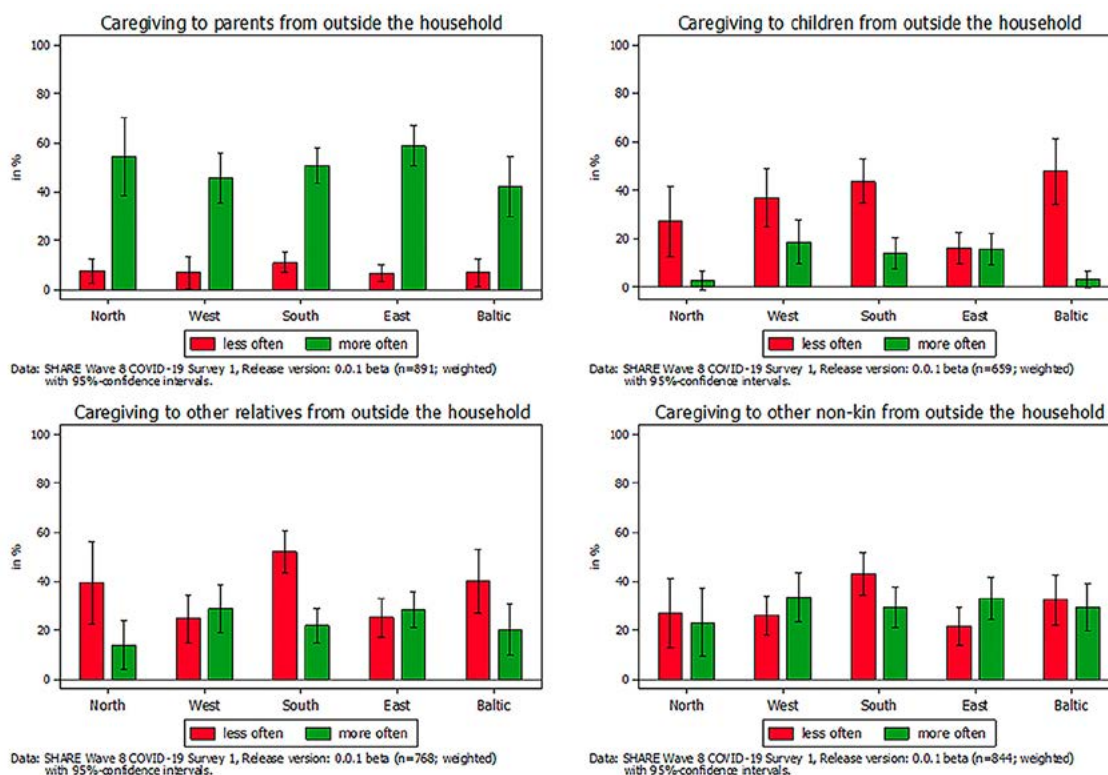 Caregiving to parents from outside the household
100
80
60
40
20
0
in %
North West South East Baltic
less often more often
Data: SHARE Wave 8 COVID-19 Survey 1, Release version: 0.0.1 beta (n=891; weighted)
with 95%-confidence intervals.
Caregiving to children from outside the household
100
80
60
40
20
0
in %
North West South East Baltic
less often more often
Data: SHARE Wave 8 COVID-19 Survey 1, Release version: 0.0.1 beta (n=659; weighted)
with 95%-confidence intervals.
Caregiving to other relatives from outside the household
100
80
60
40
20
0
in %
North West South East Baltic
less often more often
Data: SHARE Wave 8 COVID-19 Survey 1, Release version: 0.0.1 beta (n=768; weighted)
with 95%-confidence intervals.
Caregiving to other non-kin from outside the household
100
80
60
40
20
0
in %
North West South East Baltic
less often more often
Data: SHARE Wave 8 COVID-19 Survey 1, Release version: 0.0.1 beta (n=844; weighted)
with 95%-confidence intervals.